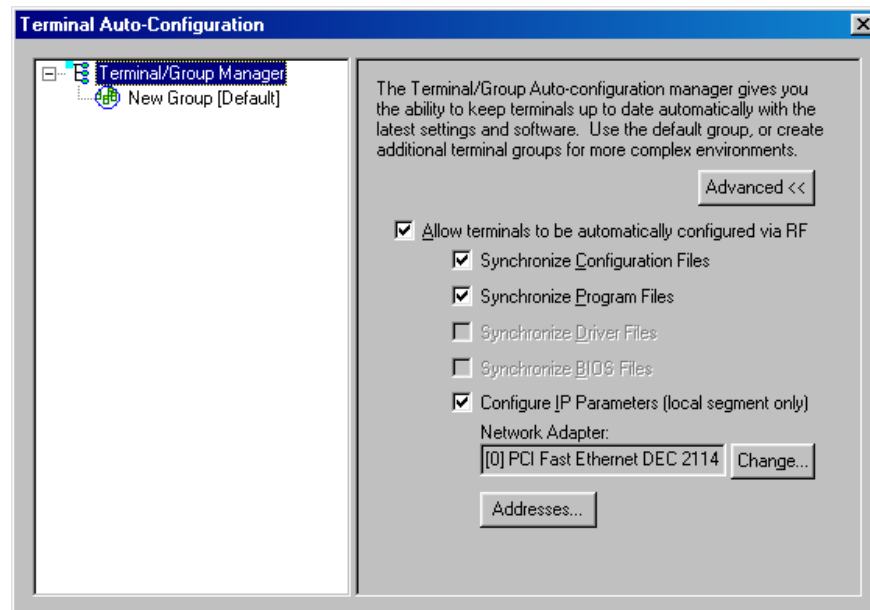 Terminal Auto-Configuration
Terminal/Group Manager
New Group [Default]
The Terminal/Group Auto-configuration manager gives you
the ability to keep terminals up to date automatically with the
latest settings and software.  Use the default group, or create
additional terminal groups for more complex environments.
Advanced <<
Allow terminals to be automatically configured via RF
Synchronize Configuration Files
Synchronize Program Files
Synchronize Driver Files
Synchronize BIOS Files
Configure IP Parameters (local segment only)
Network Adapter:
[0] PCI Fast Ethernet DEC 2114
Change...
Addresses...